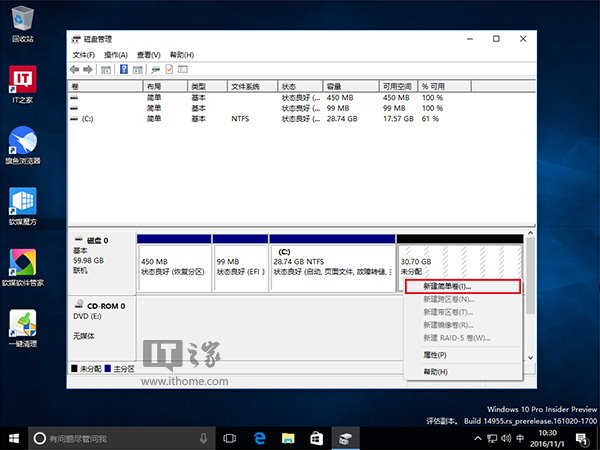 回收站
IT之家
旗鱼浏览器
软媒魔方
软媒软件管家
一键清理
磁盘管理
文件(F) 操作(A) 查看(V) 帮助(H)
卷 布局 类型 文件系统 状态 容量 可用空间 % 可用
简单 基本 状态良好 (... 450 MB 450 MB 100 %
简单 基本 状态良好 (... 99 MB 99 MB 100 %
(C:) 简单 基本 NTFS 状态良好 (... 28.74 GB 17.57 GB 61 %
磁盘 0
基本
59.98 GB
联机
450 MB
状态良好 (恢复分区)
99 MB
状态良好 (EFI
(C:)
28.74 GB NTFS
状态良好 (启动, 页面文件, 故障转储,
30.70 GB
未分配
新建简单卷(I)...
新建跨区卷(N)...
新建带区卷(T)...
新建镜像卷(R)...
新建 RAID-5 卷(W)...
属性(P)
帮助(H)
CD-ROM 0
DVD (E:)
无媒体
未分配 主分区
IT之家
www.ithome.com
Windows 10 Pro Insider Preview
评估副本。 Build 14955.rs_prerelease.161020-1700
有问题尽管问我
中
10:30
2016/11/1